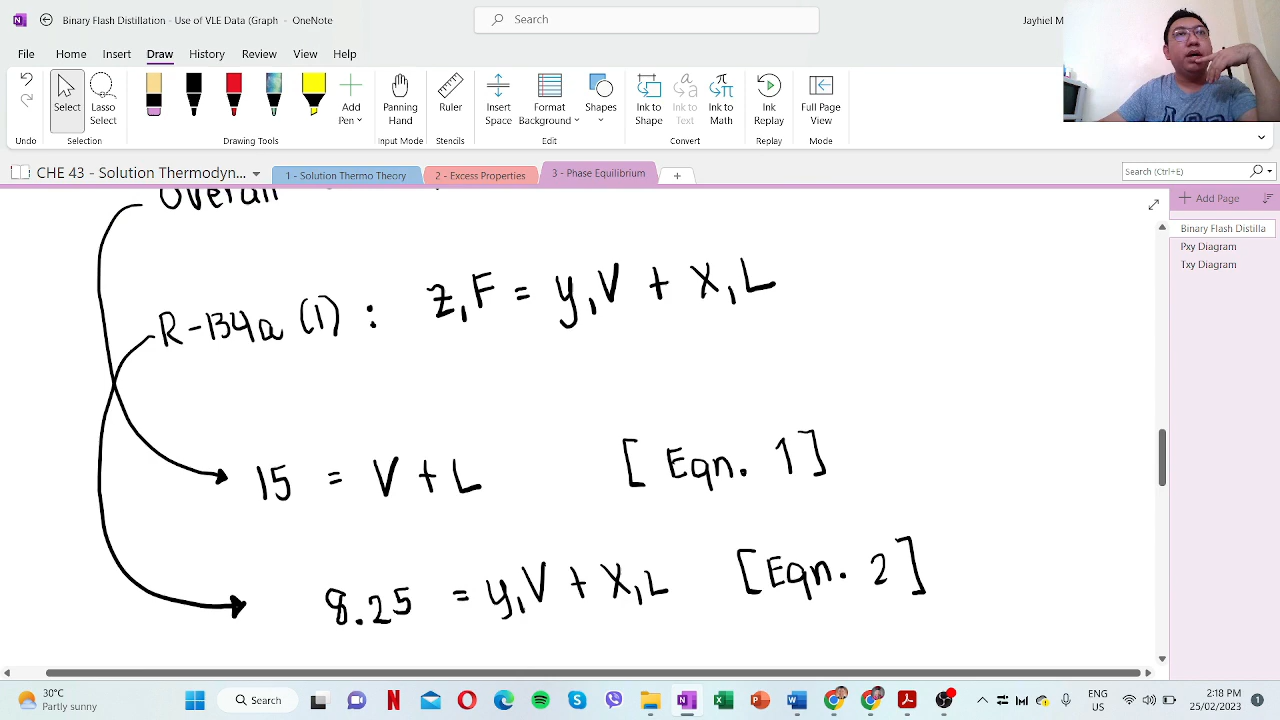 Binary Flash Distillation - Use of VLE Data (Graph - OneNote
Search
Jayhiel M
File Home Insert Draw History Review View Help
Undo
Select
Lasso Select
Add Pen
Panning Hand
Ruler
Insert Space
Format Background
Shapes
Ink to Shape
Ink to Text
Ink to Math
Ink Replay
Full Page View
Selection
Drawing Tools
Input Mode
Stencils
Edit
Convert
Replay
Mode
CHE 43 - Solution Thermodyn...
1 - Solution Thermo Theory
2 - Excess Properties
3 - Phase Equilibrium
+
Search (Ctrl+E)
Add Page
Binary Flash Distilla
Pxy Diagram
Txy Diagram
Overall
R-134a (1) : z₁F = y₁V + x₁L
15 = V + L [Eqn. 1]
8.25 = y₁V + x₁L [Eqn. 2]
30°C
Partly sunny
Search
ENG
US
2:18 PM
25/02/2023
1